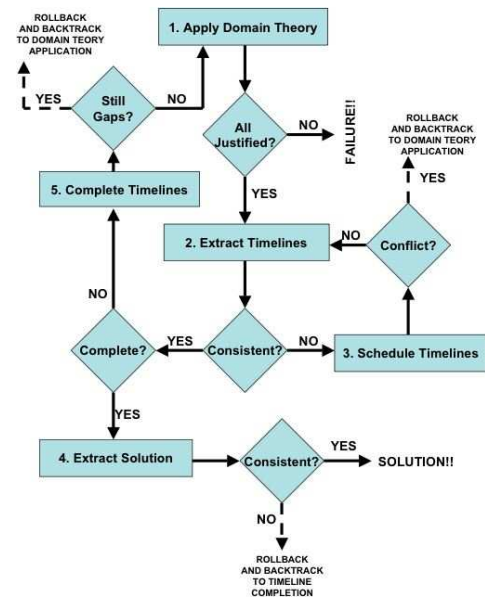 ROLLBACK
AND BACKTRACK
TO DOMAIN TEORY
APPLICATION
1. Apply Domain Theory
YES
Still
Gaps?
NO
All
Justified?
NO
FAILURE!!
ROLLBACK
AND BACKTRACK
TO DOMAIN TEORY
APPLICATION
YES
5. Complete Timelines
YES
2. Extract Timelines
NO
Conflict?
NO
Complete?
YES
Consistent?
NO
3. Schedule Timelines
YES
4. Extract Solution
Consistent?
YES
SOLUTION!!
NO
ROLLBACK
AND BACKTRACK
TO TIMELINE
COMPLETION